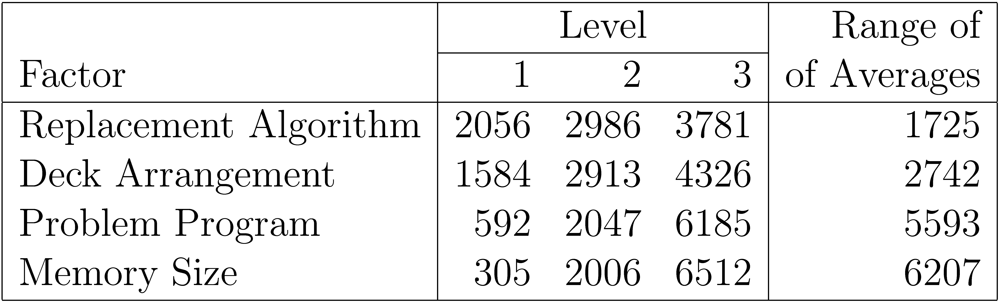 Level Range of
Factor 1 2 3 of Averages
Replacement Algorithm 2056 2986 3781 1725
Deck Arrangement 1584 2913 4326 2742
Problem Program 592 2047 6185 5593
Memory Size 305 2006 6512 6207